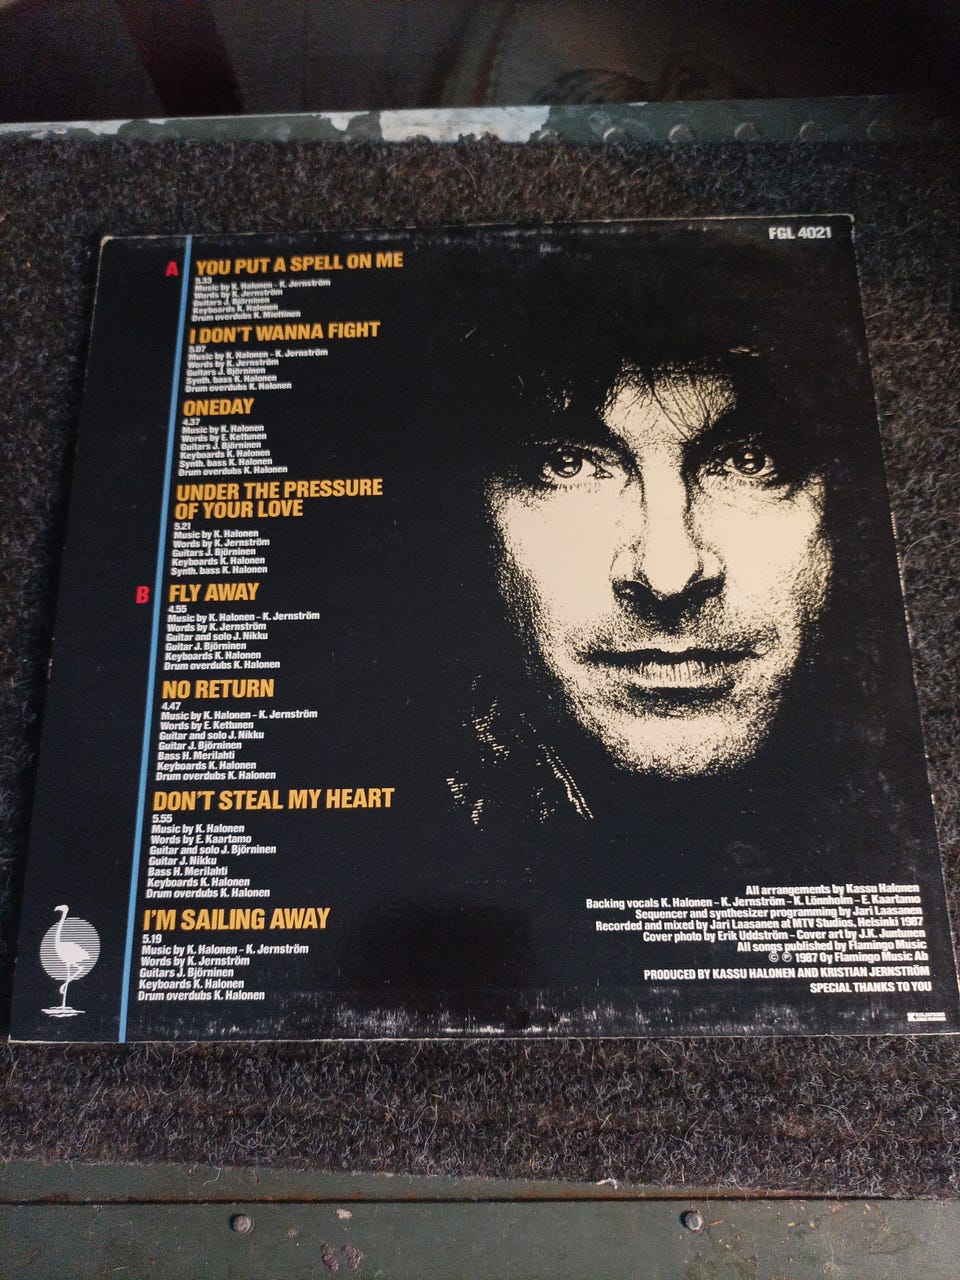 FGL 4021
A
YOU PUT A SPELL ON ME
5.33
Music by K. Halonen - K. Jernström
Words by K. Jernström
Guitars J. Björninen
Keyboards K. Halonen
Drum overdubs K. Miettinen
I DON'T WANNA FIGHT
5.07
Music by K. Halonen - K. Jernström
Words by K. Jernström
Guitars J. Björninen
Synth. bass K. Halonen
Drum overdubs K. Halonen
ONEDAY
4.37
Music by K. Halonen
Words by E. Kettunen
Guitars J. Björninen
Keyboards K. Halonen
Synth. bass K. Halonen
Drum overdubs K. Halonen
UNDER THE PRESSURE
OF YOUR LOVE
5.21
Music by K. Halonen
Words by K. Jernström
Guitars J. Björninen
Keyboards K. Halonen
Synth. bass K. Halonen
B
FLY AWAY
4.55
Music by K. Halonen - K. Jernström
Words by K. Jernström
Guitar and solo J. Nikku
Guitar J. Björninen
Keyboards K. Halonen
Drum overdubs K. Halonen
NO RETURN
4.47
Music by K. Halonen - K. Jernström
Words by E. Kettunen
Guitar and solo J. Nikku
Guitar J. Björninen
Bass H. Merilahti
Keyboards K. Halonen
Drum overdubs K. Halonen
DON'T STEAL MY HEART
5.55
Music by K. Halonen
Words by E. Kaartamo
Guitar and solo J. Björninen
Guitar J. Nikku
Bass H. Merilahti
Keyboards K. Halonen
Drum overdubs K. Halonen
I'M SAILING AWAY
5.19
Music by K. Halonen - K. Jernström
Words by K. Jernström
Guitars J. Björninen
Keyboards K. Halonen
Drum overdubs K. Halonen
All arrangements by Kassu Halonen
Backing vocals K. Halonen - K. Jernström - K. Lönnholm - E. Kaartamo
Sequencer and synthesizer programming by Jari Laasanen
Recorded and mixed by Jari Laasanen at MTV Studios, Helsinki 1987
Cover photo by Erik Uddström - Cover art by J.K. Juntunen
All songs published by Flamingo Music
© ℗ 1987 Oy Flamingo Music Ab
PRODUCED BY KASSU HALONEN AND KRISTIAN JERNSTRÖM
SPECIAL THANKS TO YOU